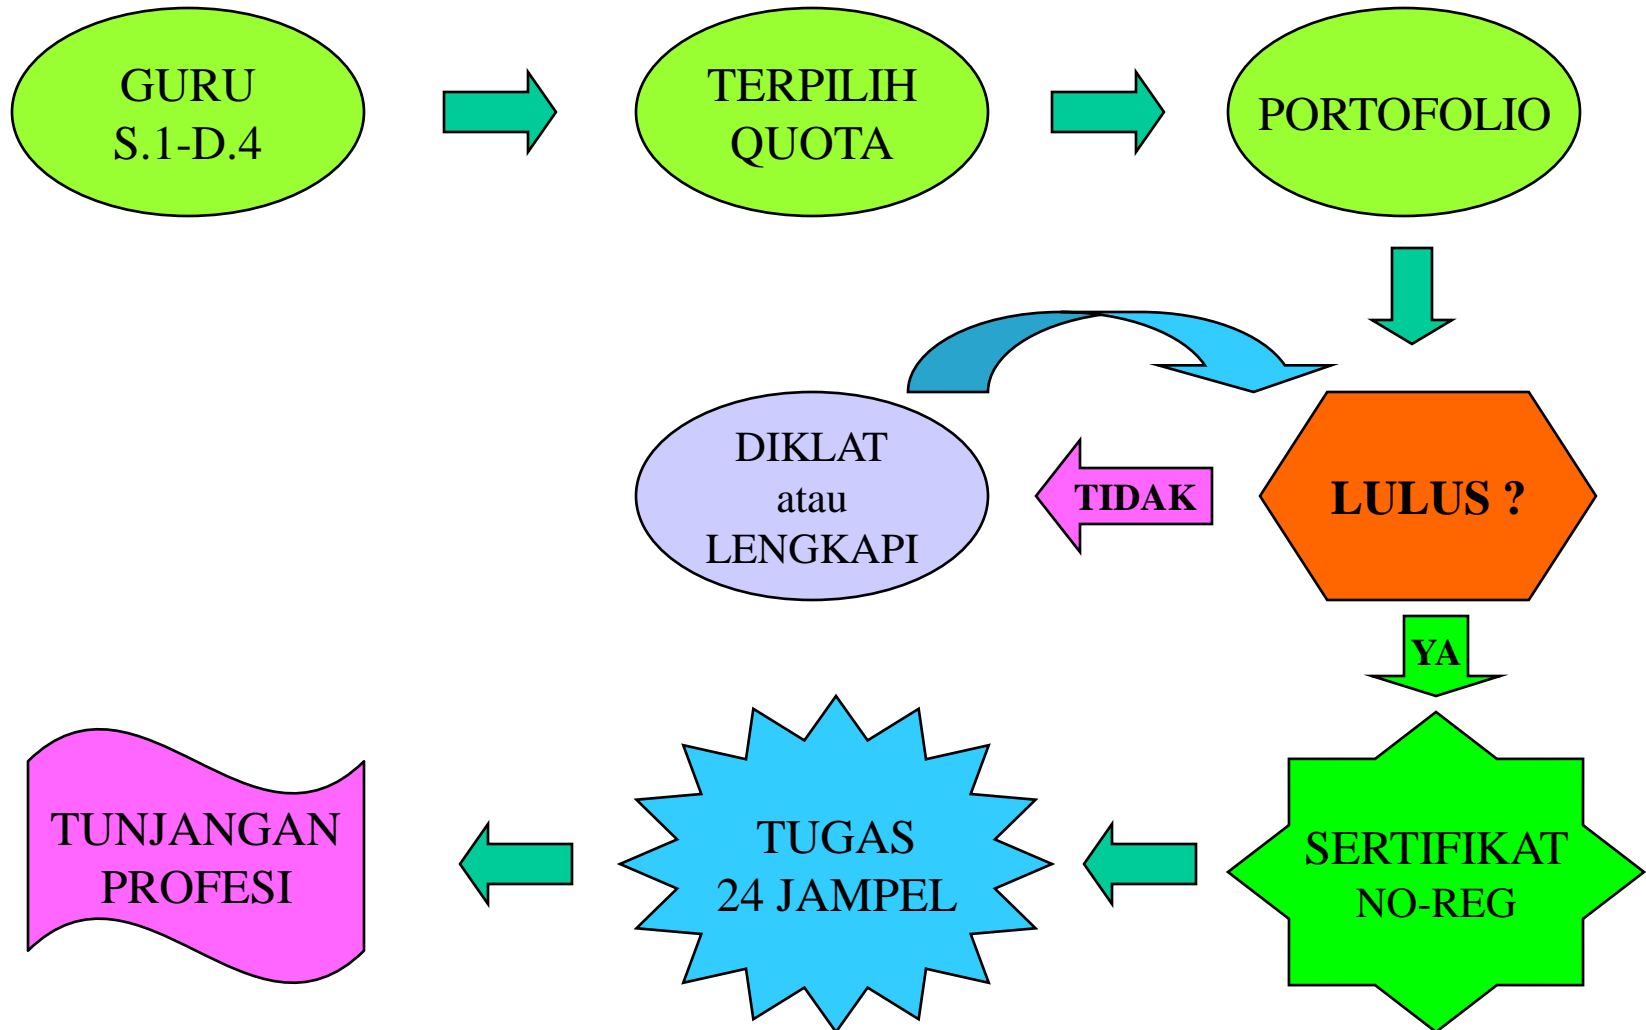 GURU
S.1-D.4
TERPILIH
QUOTA
PORTOFOLIO
DIKLAT
atau
LENGKAPI
TIDAK
LULUS ?
YA
TUNJANGAN
PROFESI
TUGAS
24 JAMPEL
SERTIFIKAT
NO-REG